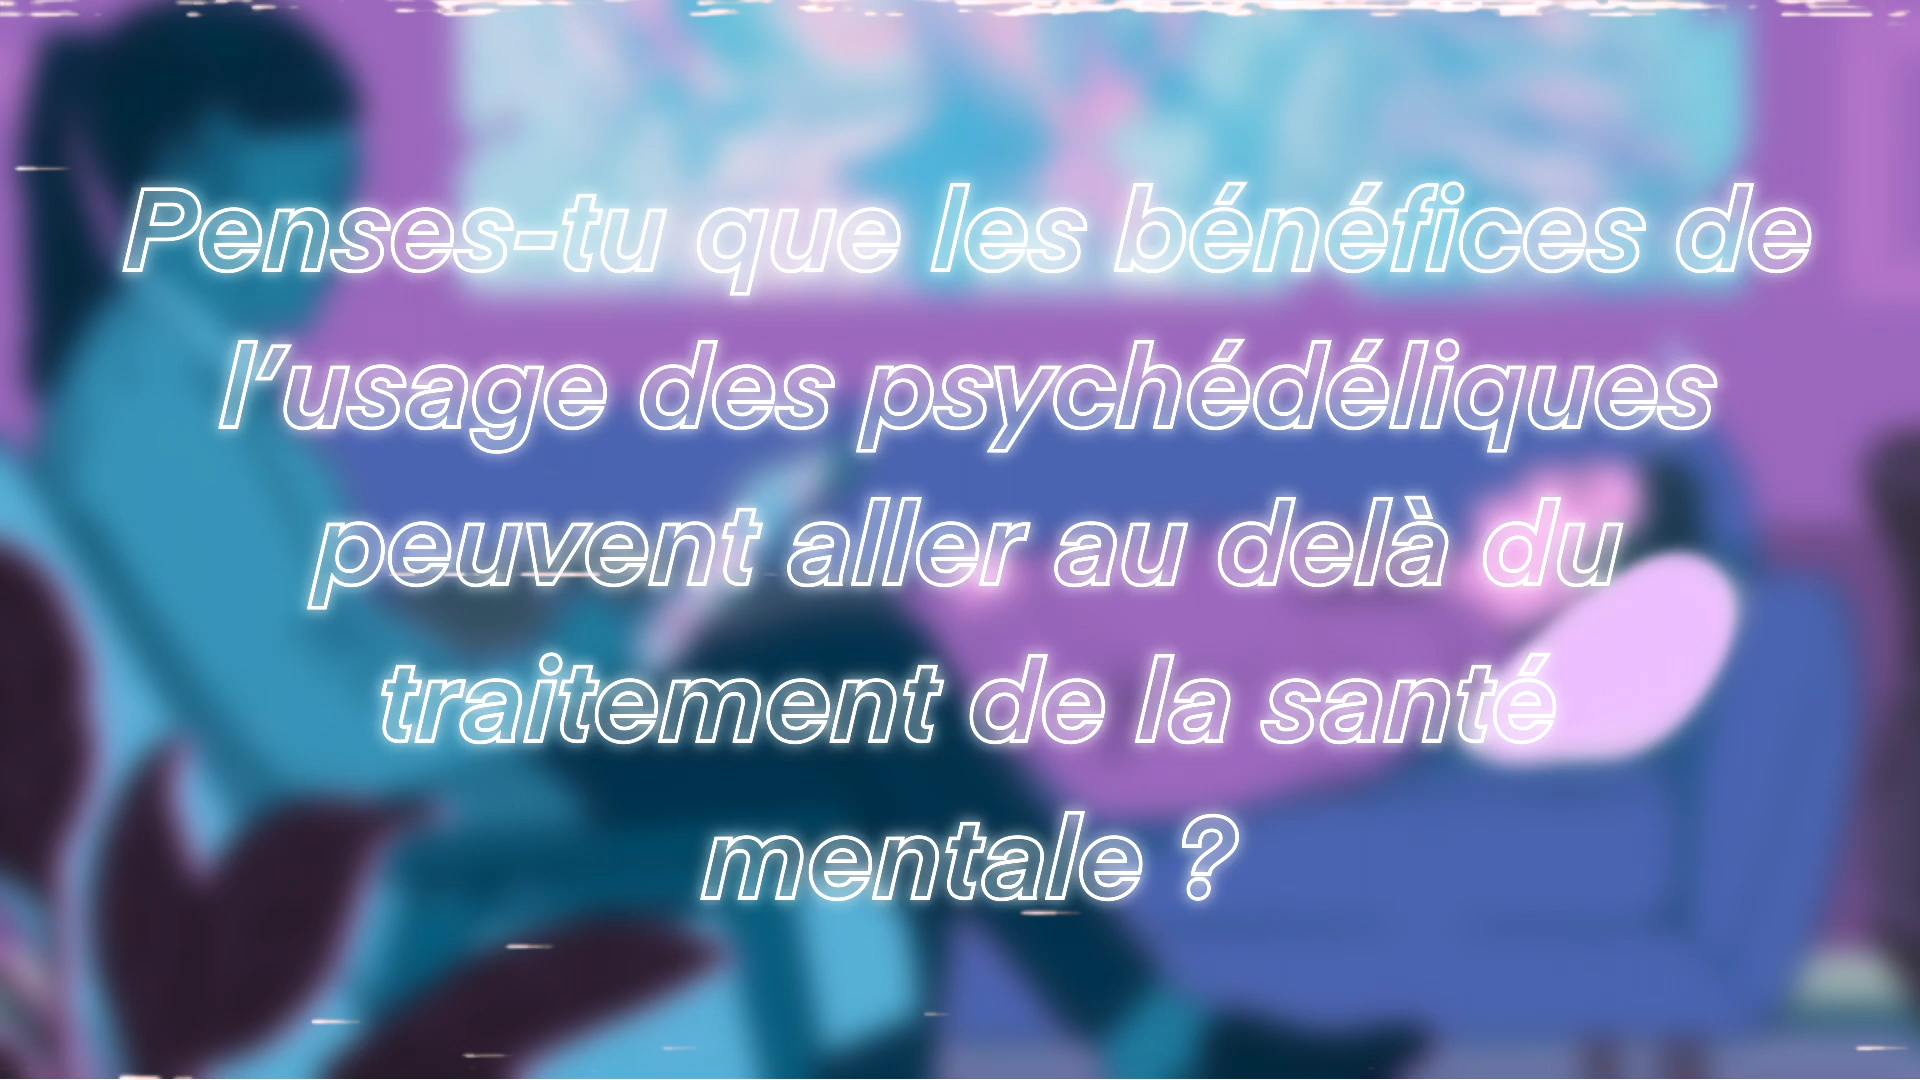 Penses-tu que les bénéfices de
l'usage des psychédéliques
peuvent aller au delà du
traitement de la santé
mentale ?